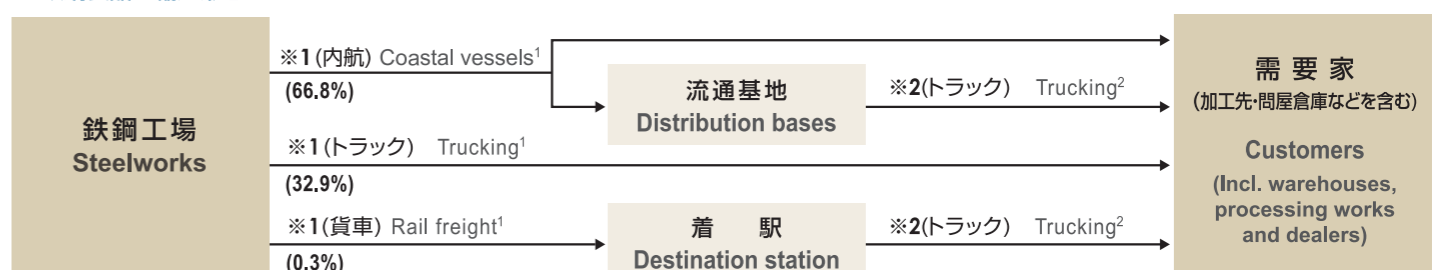 鉄鋼工場
Steelworks
※1(内航) Coastal vessels1
(66.8%)
流通基地
Distribution bases
※2(トラック) Trucking2
※1(トラック) Trucking1
(32.9%)
※1(貨車) Rail freight1
(0.3%)
着 駅
Destination station
※2(トラック) Trucking2
需要家
(加工先・問屋倉庫などを含む)
Customers
(Incl. warehouses,
processing works
and dealers)